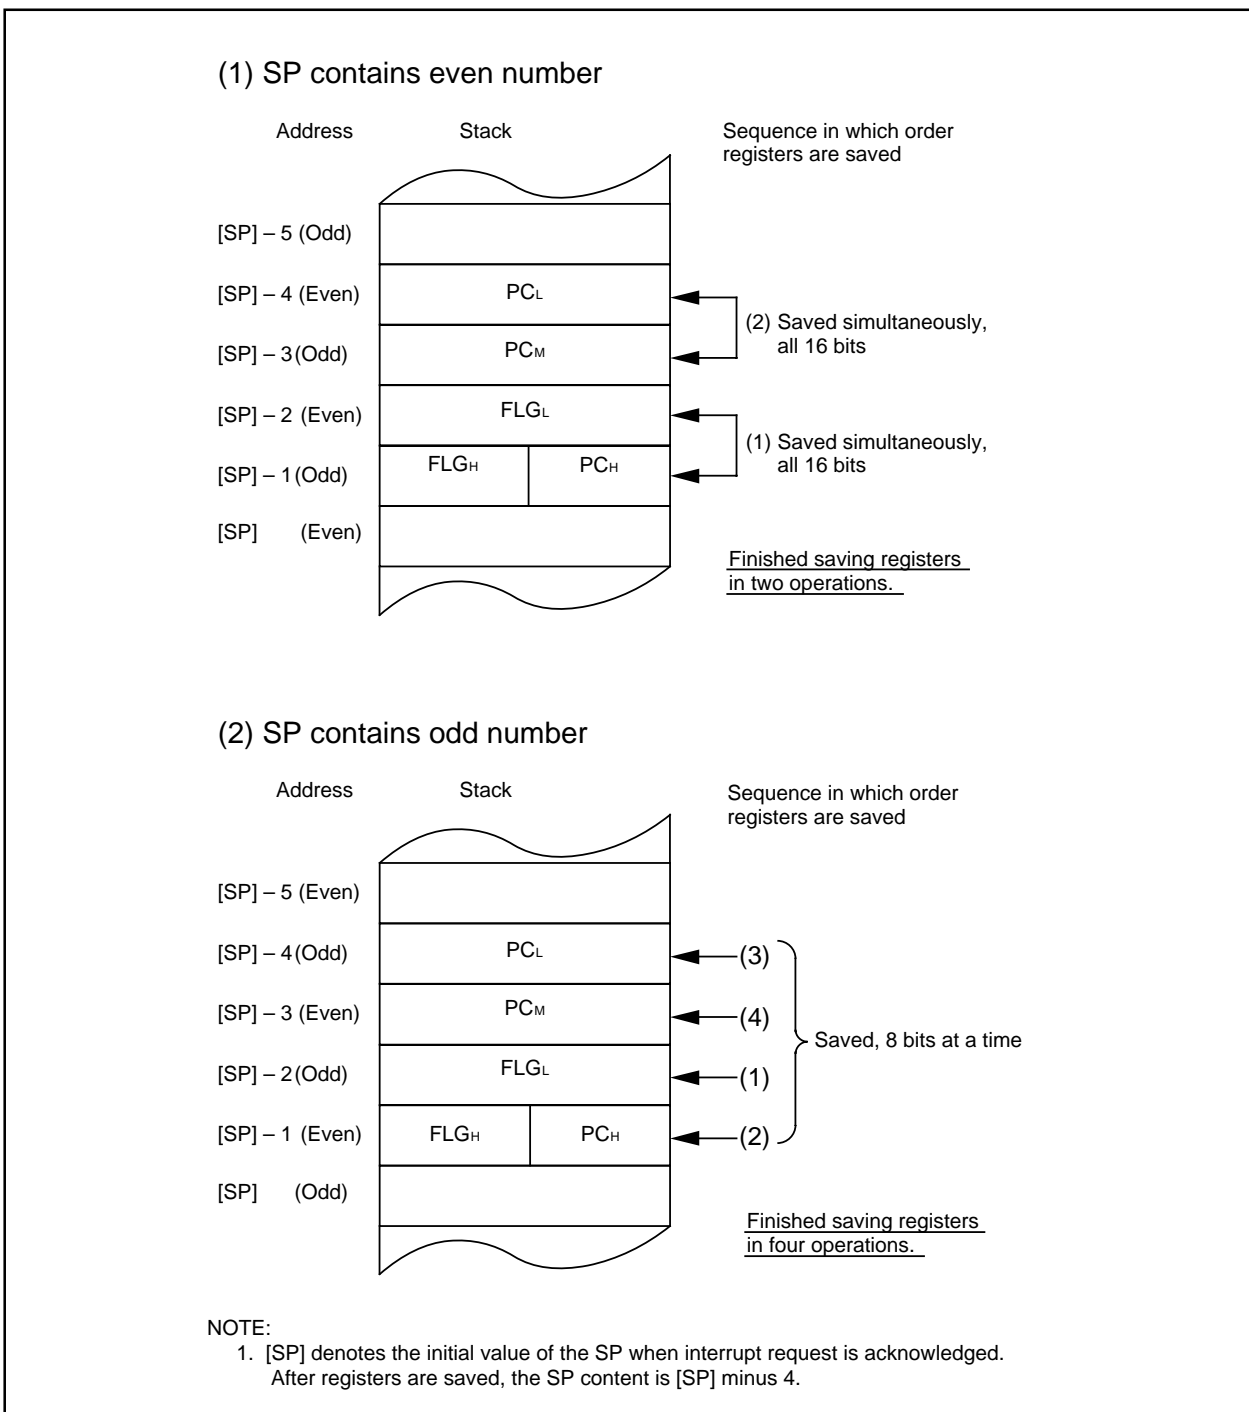 (1) SP contains even number
Address Stack Sequence in which order
registers are saved
[SP] – 5 (Odd)
[SP] – 4 (Even) PCL
(2) Saved simultaneously,
all 16 bits
[SP] – 3 (Odd) PCM
[SP] – 2 (Even) FLGL
(1) Saved simultaneously,
all 16 bits
[SP] – 1 (Odd) FLGH PCH
[SP] (Even)
Finished saving registers
in two operations.
(2) SP contains odd number
Address Stack Sequence in which order
registers are saved
[SP] – 5 (Even)
[SP] – 4 (Odd) PCL (3)
[SP] – 3 (Even) PCM (4)
Saved, 8 bits at a time
[SP] – 2 (Odd) FLGL (1)
[SP] – 1 (Even) FLGH PCH (2)
[SP] (Odd)
Finished saving registers
in four operations.
NOTE:
1. [SP] denotes the initial value of the SP when interrupt request is acknowledged.
After registers are saved, the SP content is [SP] minus 4.